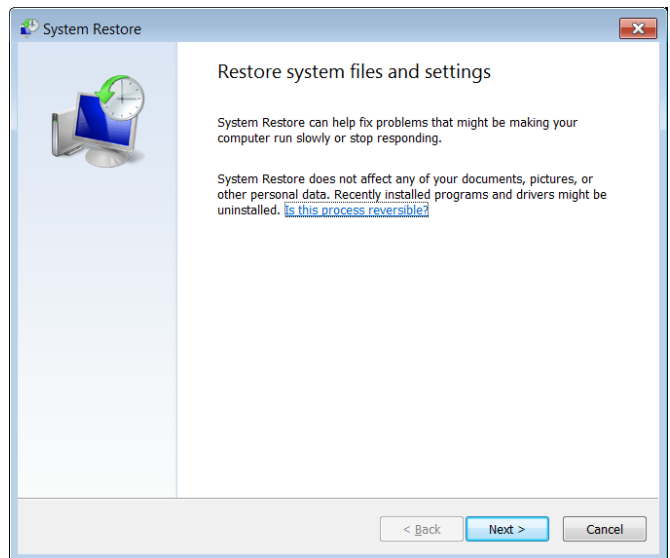 System Restore
Restore system files and settings
System Restore can help fix problems that might be making your
computer run slowly or stop responding.
System Restore does not affect any of your documents, pictures, or
other personal data. Recently installed programs and drivers might be
uninstalled. Is this process reversible?
< Back Next > Cancel